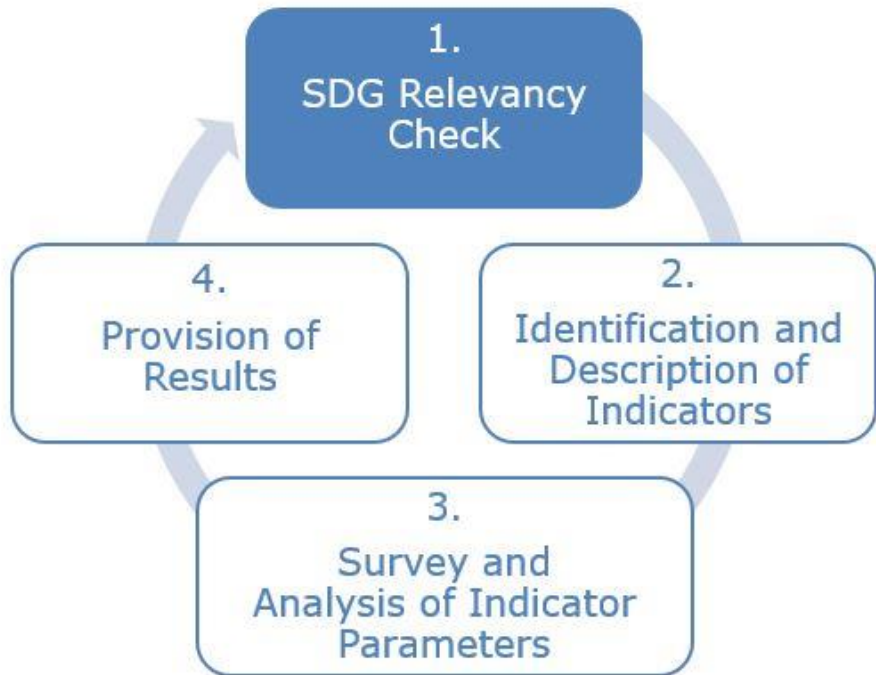 1.
SDG Relevancy
Check
2.
Identification and
Description of
Indicators
3.
Survey and
Analysis of Indicator
Parameters
4.
Provision of
Results